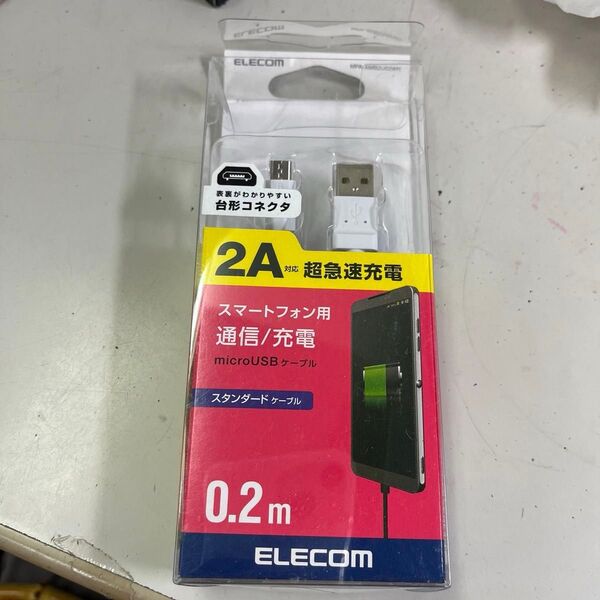 ELECOM
表裏がわかりやすい
台形コネクタ
2A対応 超急速充電
スマートフォン用
通信/充電
microUSBケーブル
スタンダードケーブル
0.2m
ELECOM